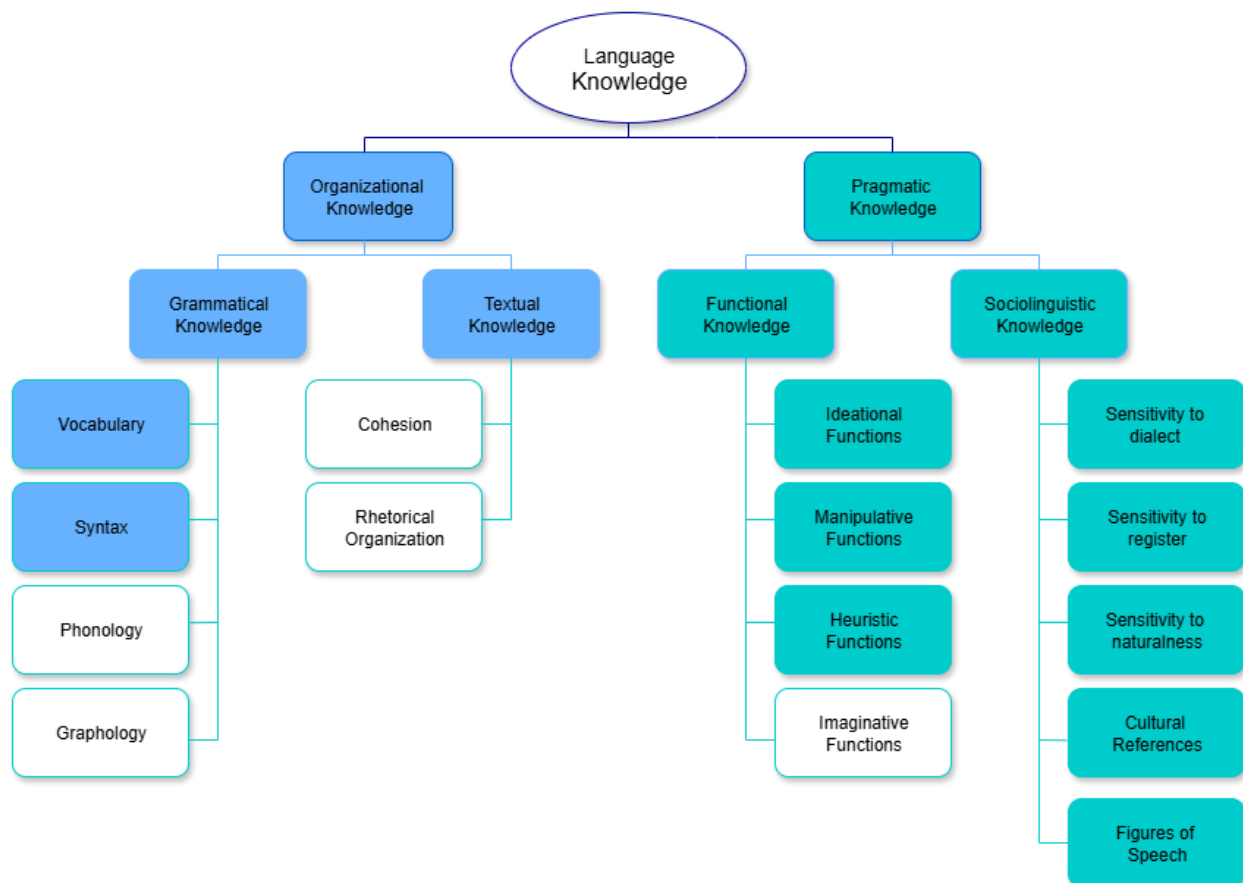 Language
Knowledge
Organizational
Knowledge
Pragmatic
Knowledge
Grammatical
Knowledge
Textual
Knowledge
Functional
Knowledge
Sociolinguistic
Knowledge
Vocabulary
Syntax
Phonology
Graphology
Cohesion
Rhetorical
Organization
Ideational
Functions
Manipulative
Functions
Heuristic
Functions
Imaginative
Functions
Sensitivity to
dialect
Sensitivity to
register
Sensitivity to
naturalness
Cultural
References
Figures of
Speech